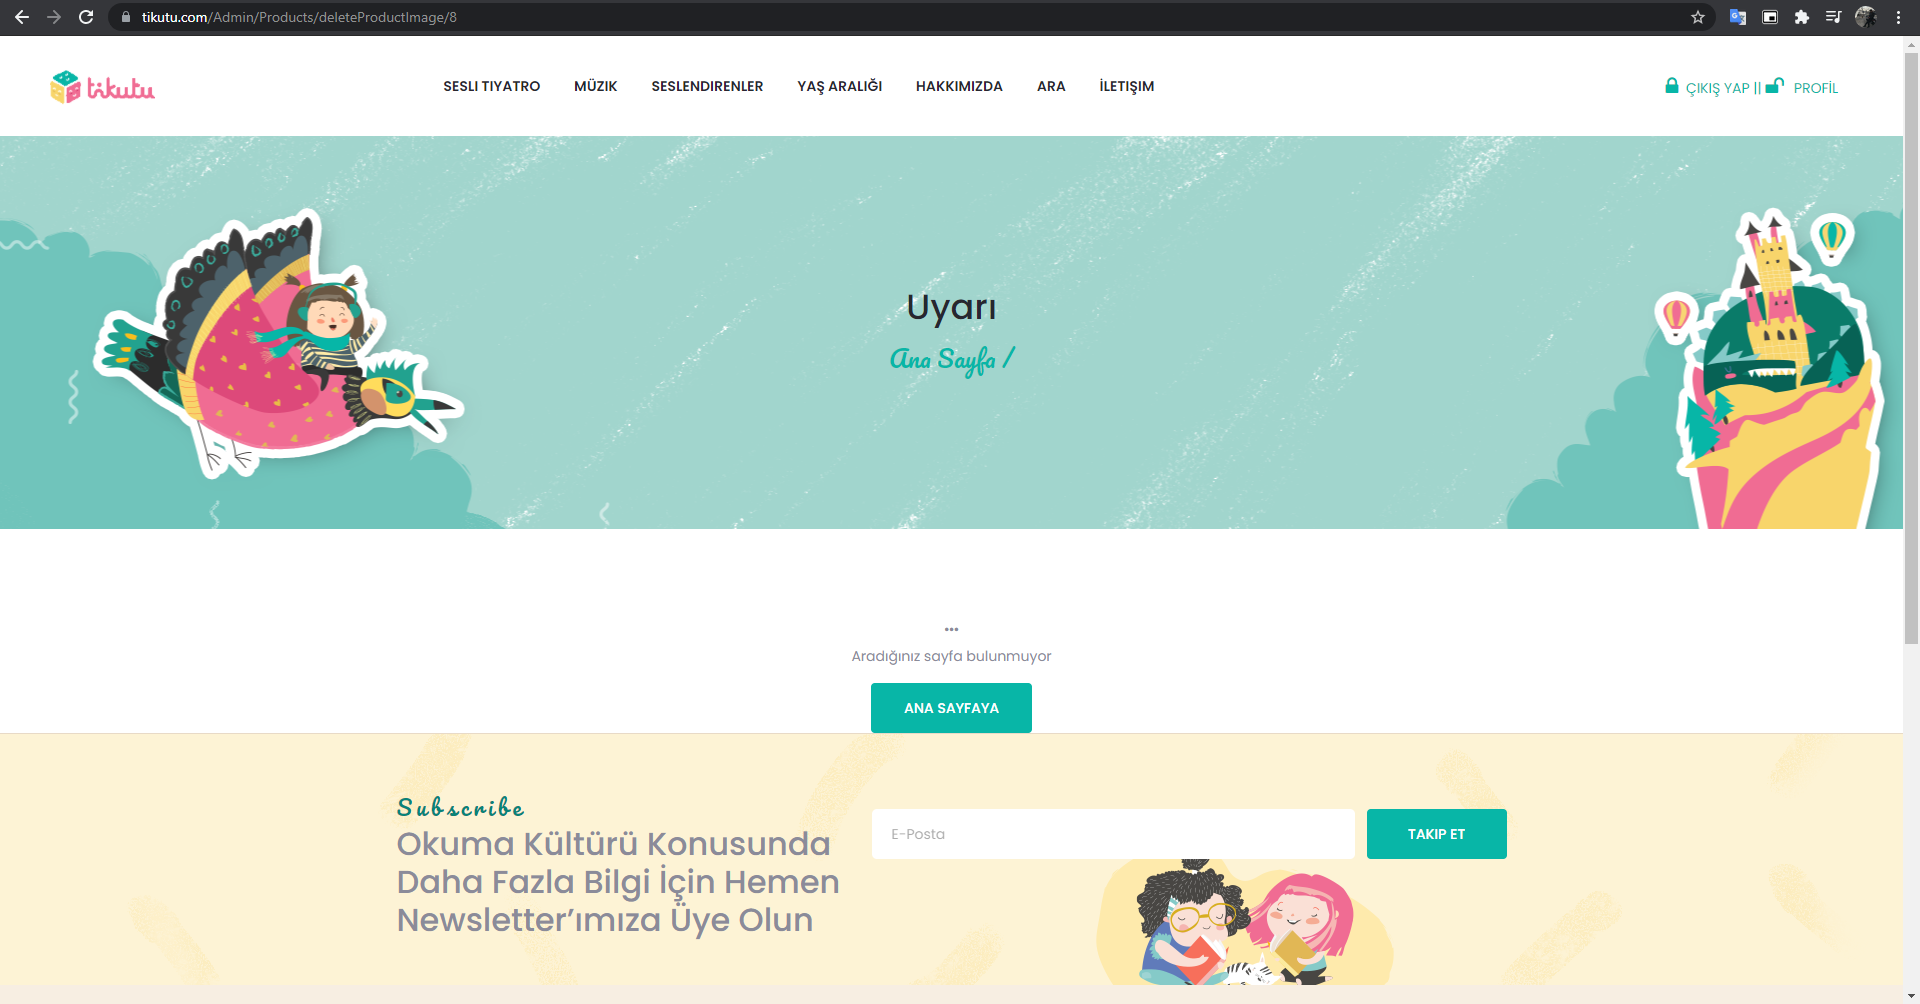 tikutu.com/Admin/Products/deleteProductImage/8
tikutu
SESLI TIYATRO MÜZIK SESLENDIRENLER YAŞ ARALIĞI HAKKIMIZDA ARA İLETIŞIM
ÇIKIŞ YAP || PROFİL
Uyarı
Ana Sayfa /
...
Aradığınız sayfa bulunmuyor
ANA SAYFAYA
Subscribe
Okuma Kültürü Konusunda
Daha Fazla Bilgi İçin Hemen
Newsletter’ımıza Üye Olun
E-Posta
TAKIP ET